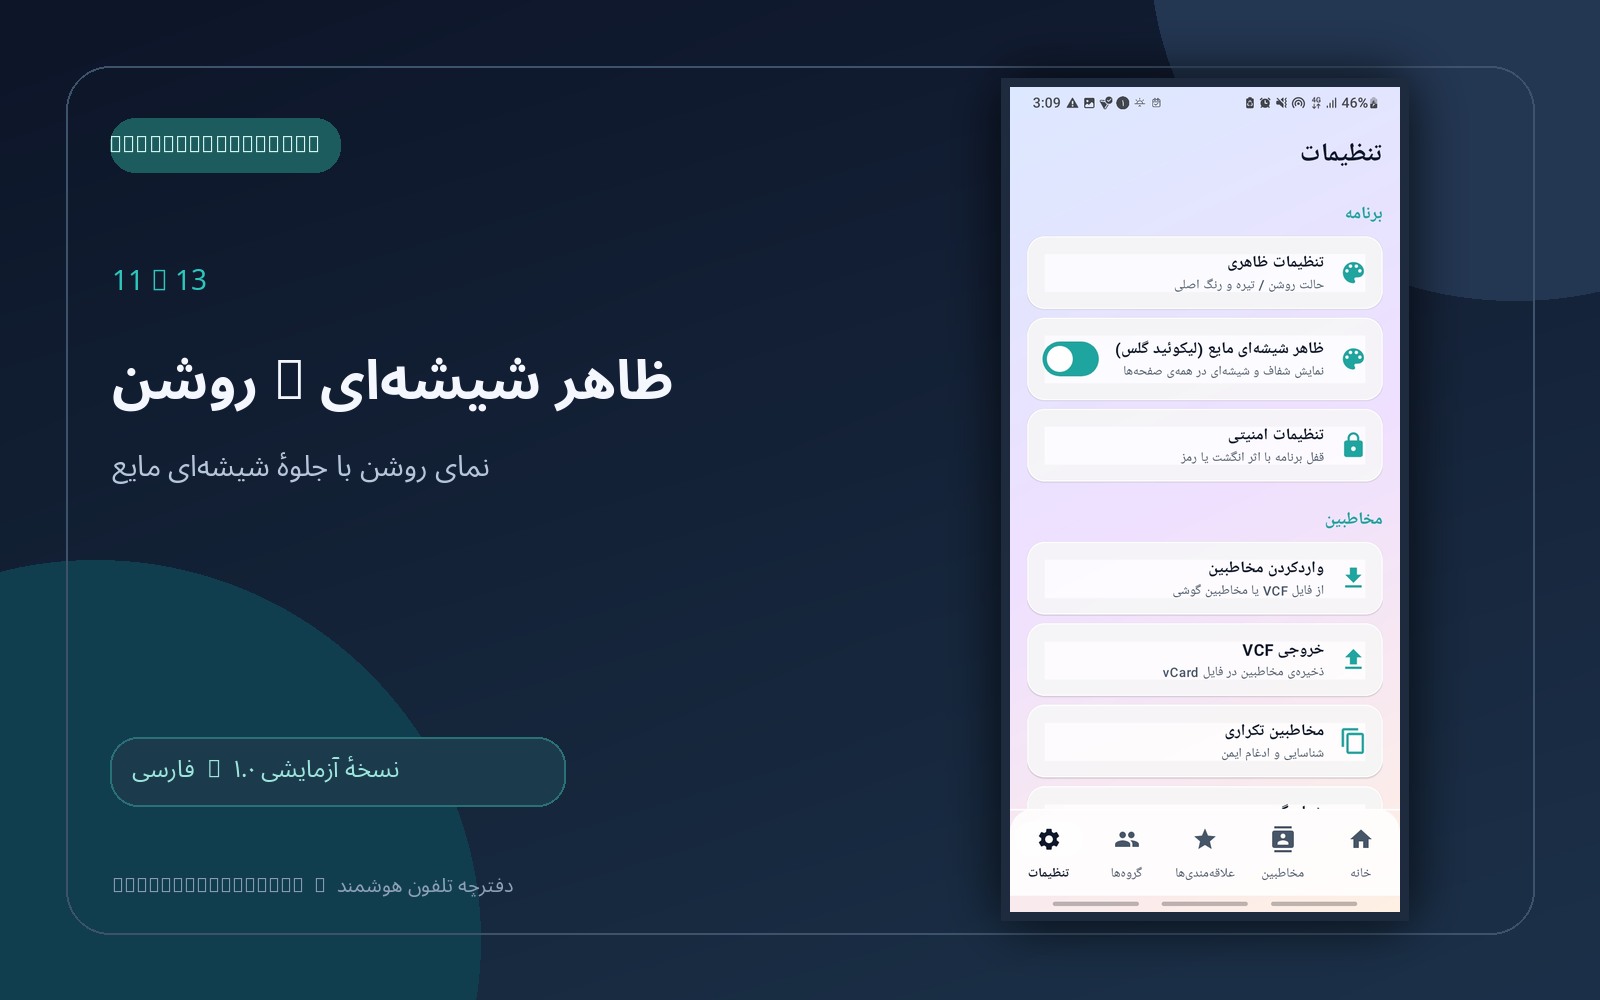 11 13
ظاهر شیشه‌ای روشن
نمای روشن با جلوهٔ شیشه‌ای مایع
نسخهٔ آزمایشی ۱.۰ فارسی
دفترچه تلفون هوشمند
3:09 46%
تنظیمات
برنامه
تنظیمات ظاهری
حالت روشن / تیره و رنگ اصلی
ظاهر شیشه‌ای مایع (لیکوئید گلس)
نمایش شفاف و شیشه‌ای در همه‌ی صفحه‌ها
تنظیمات امنیتی
قفل برنامه با اثر انگشت یا رمز
مخاطبین
واردکردن مخاطبین
از فایل VCF یا مخاطبین گوشی
خروجی VCF
ذخیره‌ی مخاطبین در فایل vCard
مخاطبین تکراری
شناسایی و ادغام ایمن
خانه
مخاطبین
علاقه‌مندی‌ها
گروه‌ها
تنظیمات